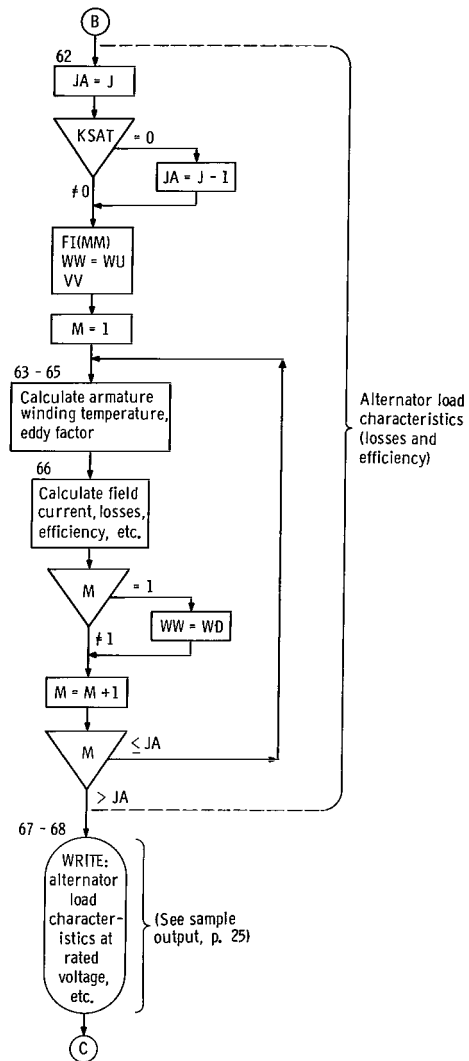 B
62
JA = J
KSAT
= 0
JA = J - 1
≠0
FI(MM)
WW = WU
VV
M = 1
63 - 65
Calculate armature
winding temperature,
eddy factor
66
Calculate field
current, losses,
efficiency, etc.
M
= 1
WW = WD
≠1
M = M +1
M
≤ JA
> JA
Alternator load
characteristics
(losses and
efficiency)
67 - 68
WRITE:
alternator
load
character-
istics at
rated
voltage,
etc.
(See sample
output, p. 25)
C